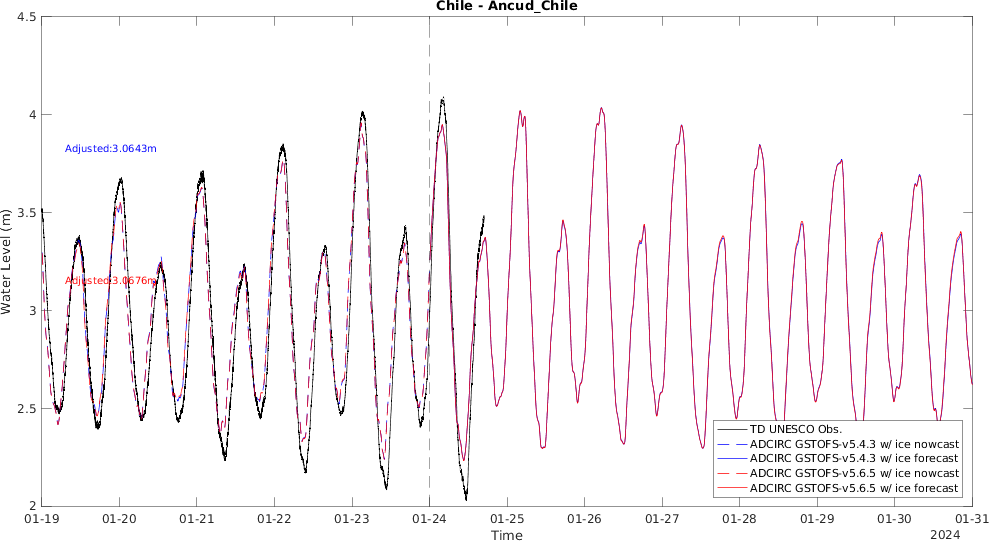 Chile - Ancud_Chile
4.5
4
3.5
3
2.5
2
Water Level (m)
Adjusted:3.0643m
Adjusted:3.0676m
TD UNESCO Obs.
ADCIRC GSTOFS-v5.4.3 w/ ice nowcast
ADCIRC GSTOFS-v5.4.3 w/ ice forecast
ADCIRC GSTOFS-v5.6.5 w/ ice nowcast
ADCIRC GSTOFS-v5.6.5 w/ ice forecast
01-19 01-20 01-21 01-22 01-23 01-24 01-25 01-26 01-27 01-28 01-29 01-30 01-31
Time
2024